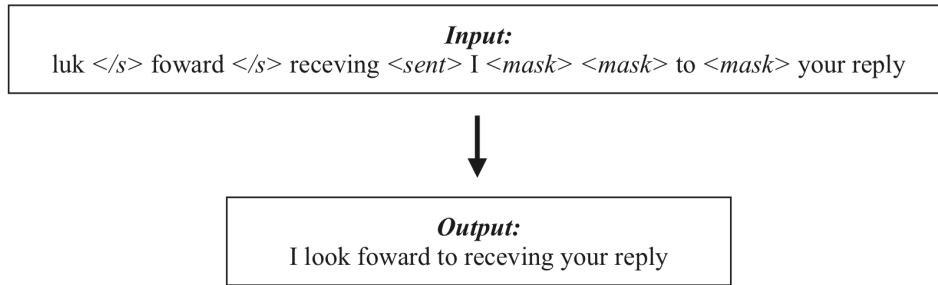 Input:
luk </s> foward </s> receving <sent> I <mask> <mask> to <mask> your reply
Output:
I look foward to receving your reply